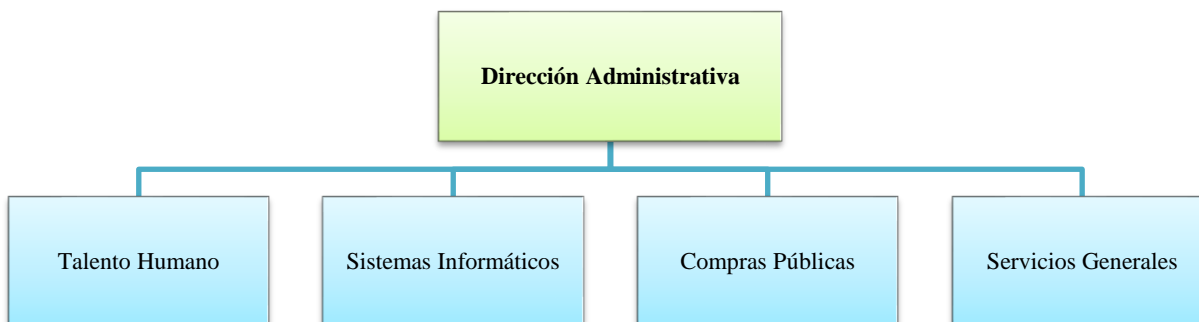 Dirección Administrativa
Talento Humano
Sistemas Informáticos
Compras Públicas
Servicios Generales